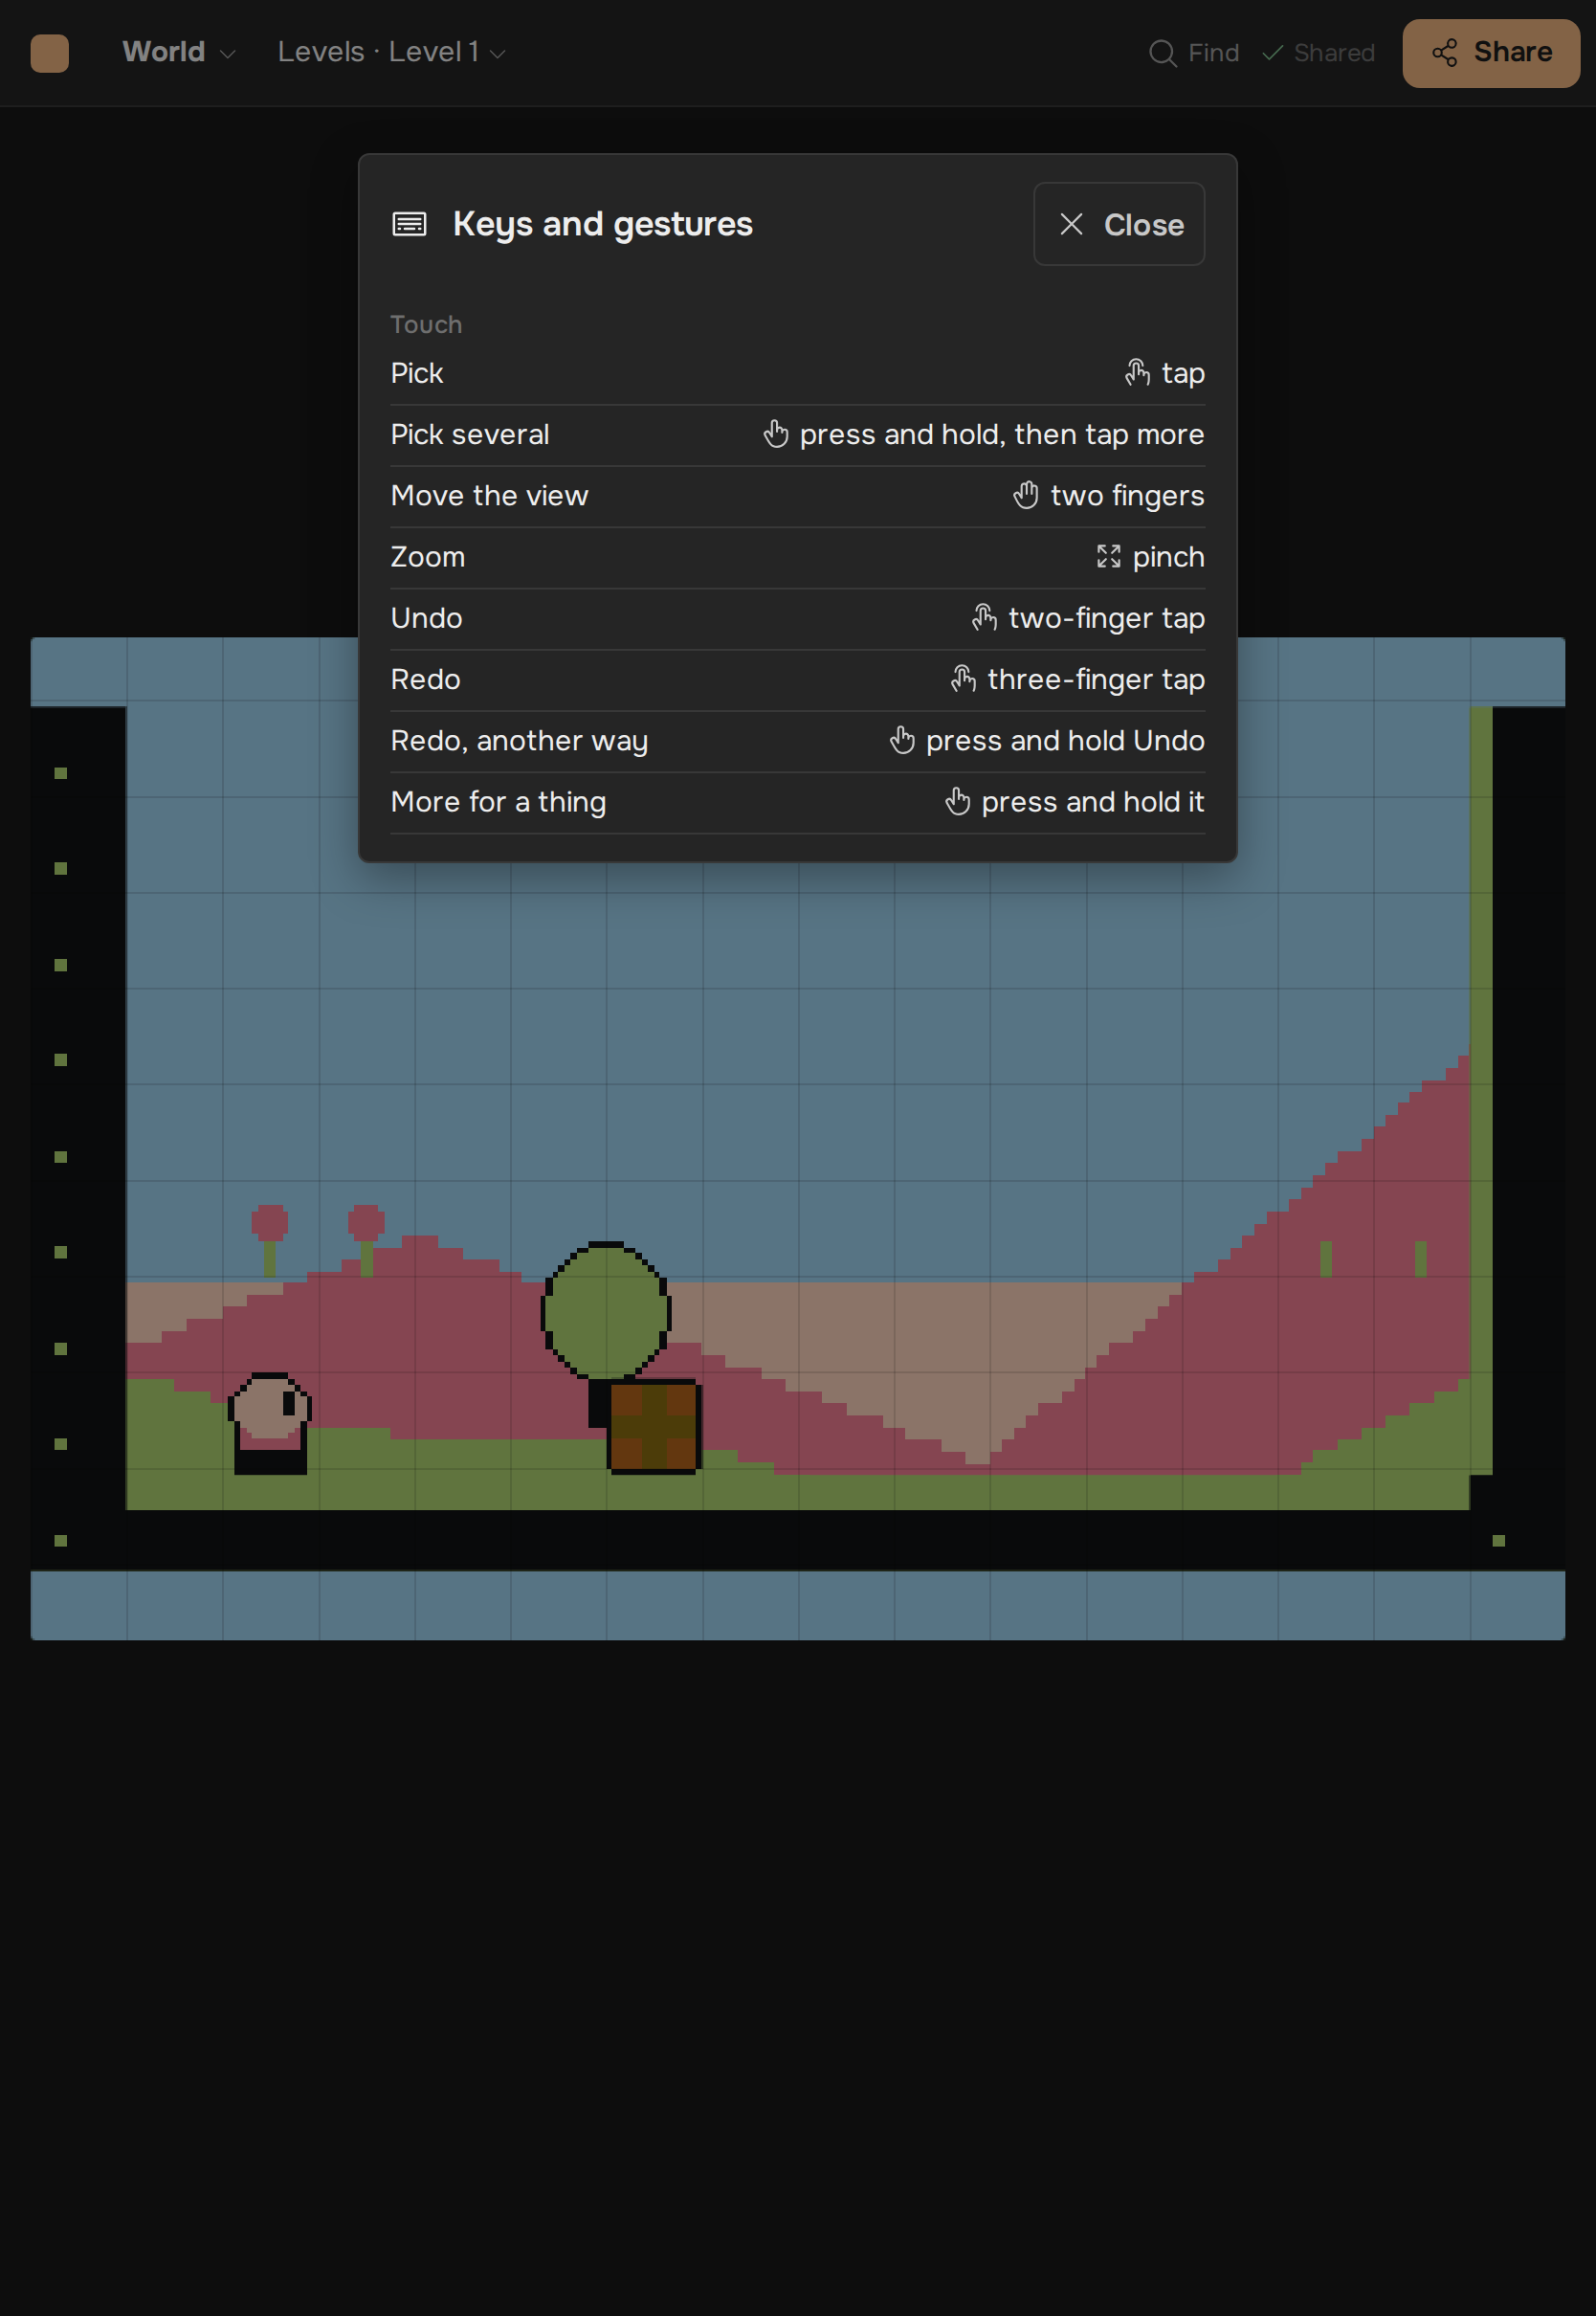 World
Levels · Level 1
Find
Shared
Share
Keys and gestures
Close
Touch
Pick tap
Pick several press and hold, then tap more
Move the view two fingers
Zoom pinch
Undo two-finger tap
Redo three-finger tap
Redo, another way press and hold Undo
More for a thing press and hold it